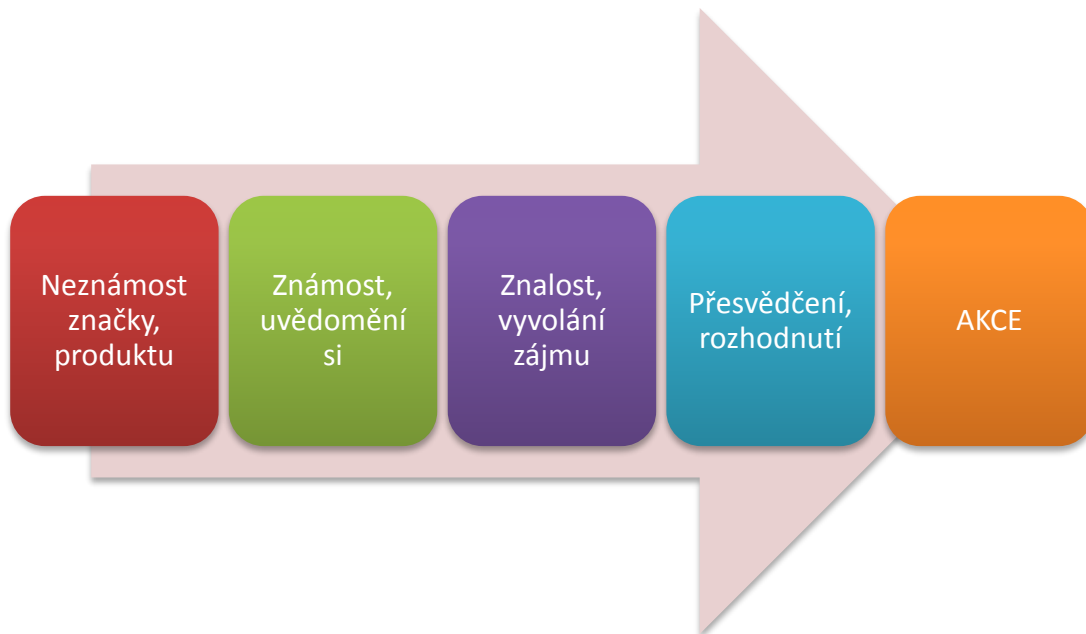 Neznámost
značky,
produktu
Známost,
uvědomění
si
Znalost,
vyvolání
zájmu
Přesvědčení,
rozhodnutí
AKCE